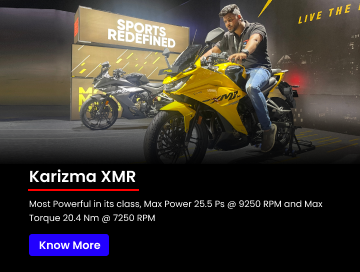 SPORTS
REDEFINED
LIVE THE
XMR
Karizma XMR
Most Powerful in its class, Max Power 25.5 Ps @ 9250 RPM and Max
Torque 20.4 Nm @ 7250 RPM
Know More